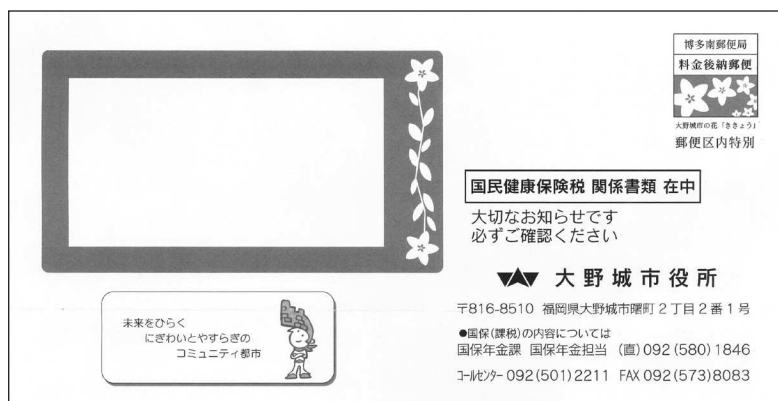 博多南郵便局
料金後納郵便
大野城市の花「ききょう」
郵便区内特別
国民健康保険税 関係書類 在中
大切なお知らせです
必ずご確認ください
大野城市役所
〒816-8510 福岡県大野城市曙町2丁目2番1号
●国保(課税)の内容については
国保年金課 国保年金担当 (直)092(580)1846
コールセンター 092(501)2211 FAX 092(573)8083
未来をひらく
にぎわいとやすらぎの
コミュニティ都市